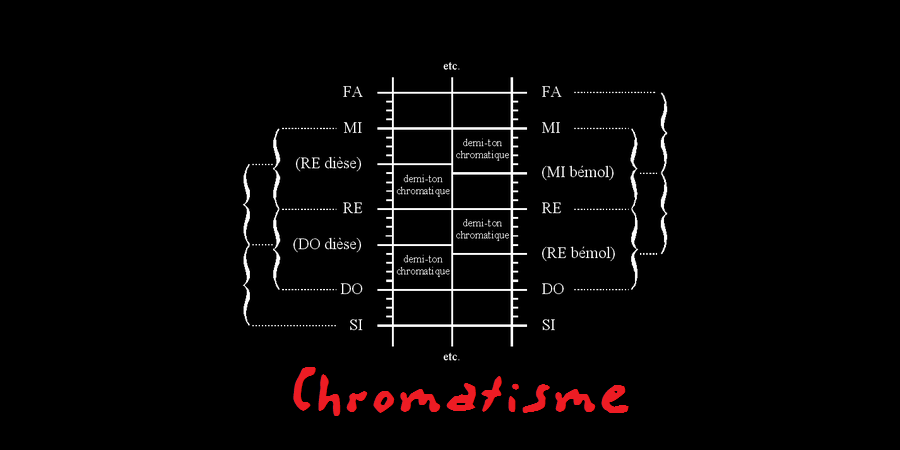 etc.
FA FA
MI MI
demi-ton
chromatique
(RE dièse)
(MI bémol)
demi-ton
chromatique
RE RE
demi-ton
chromatique
(DO dièse)
(RE bémol)
demi-ton
chromatique
DO DO
SI SI
etc.
Chromatisme